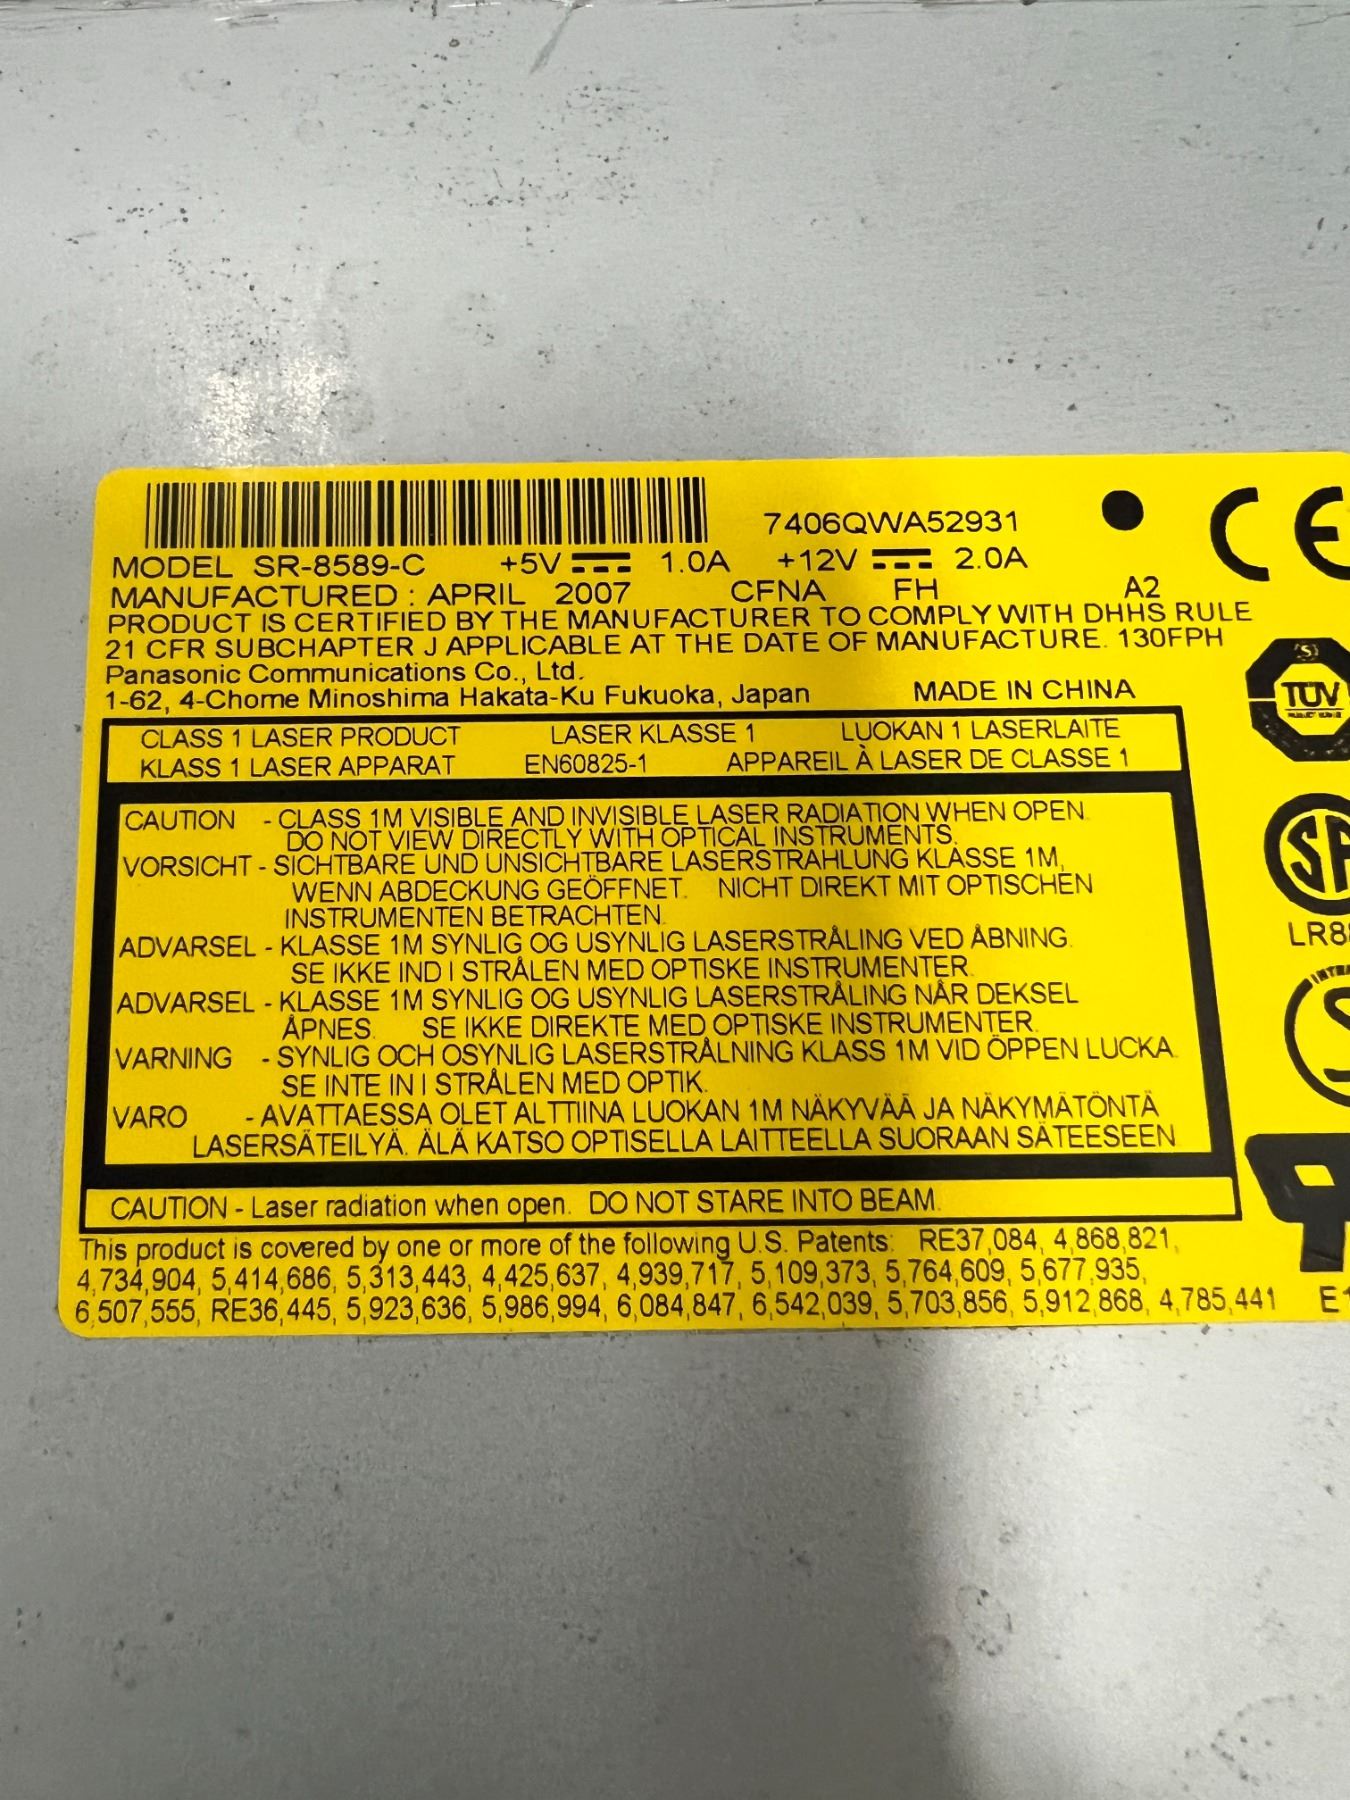 7406QWA52931
CE
MODEL SR-8589-C +5V 1.0A +12V 2.0A
MANUFACTURED : APRIL 2007 CFNA FH A2
PRODUCT IS CERTIFIED BY THE MANUFACTURER TO COMPLY WITH DHHS RULE
21 CFR SUBCHAPTER J APPLICABLE AT THE DATE OF MANUFACTURE. 130FPH
Panasonic Communications Co., Ltd.
1-62, 4-Chome Minoshima Hakata-Ku Fukuoka, Japan MADE IN CHINA
TÜV
CLASS 1 LASER PRODUCT LASER KLASSE 1 LUOKAN 1 LASERLAITE
KLASS 1 LASER APPARAT EN60825-1 APPAREIL À LASER DE CLASSE 1
CAUTION - CLASS 1M VISIBLE AND INVISIBLE LASER RADIATION WHEN OPEN.
DO NOT VIEW DIRECTLY WITH OPTICAL INSTRUMENTS.
VORSICHT - SICHTBARE UND UNSICHTBARE LASERSTRAHLUNG KLASSE 1M,
WENN ABDECKUNG GEÖFFNET. NICHT DIREKT MIT OPTISCHEN
INSTRUMENTEN BETRACHTEN.
ADVARSEL - KLASSE 1M SYNLIG OG USYNLIG LASERSTRÅLING VED ÅBNING.
SE IKKE IND I STRÅLEN MED OPTISKE INSTRUMENTER.
ADVARSEL - KLASSE 1M SYNLIG OG USYNLIG LASERSTRÅLING NÅR DEKSEL
ÅPNES. SE IKKE DIREKTE MED OPTISKE INSTRUMENTER.
VARNING - SYNLIG OCH OSYNLIG LASERSTRÅLNING KLASS 1M VID ÖPPEN LUCKA.
SE INTE IN I STRÅLEN MED OPTIK.
VARO - AVATTAESSA OLET ALTTIINA LUOKAN 1M NÄKYVÄÄ JA NÄKYMÄTÖNTÄ
LASERSÄTEILYÄ. ÄLÄ KATSO OPTISELLA LAITTEELLA SUORAAN SÄTEESEEN.
CAUTION - Laser radiation when open. DO NOT STARE INTO BEAM.
This product is covered by one or more of the following U.S. Patents: RE37,084, 4,868,821,
4,734,904, 5,414,686, 5,313,443, 4,425,637, 4,939,717, 5,109,373, 5,764,609, 5,677,935,
6,507,555, RE36,445, 5,923,636, 5,986,994, 6,084,847, 6,542,039, 5,703,856, 5,912,868, 4,785,441